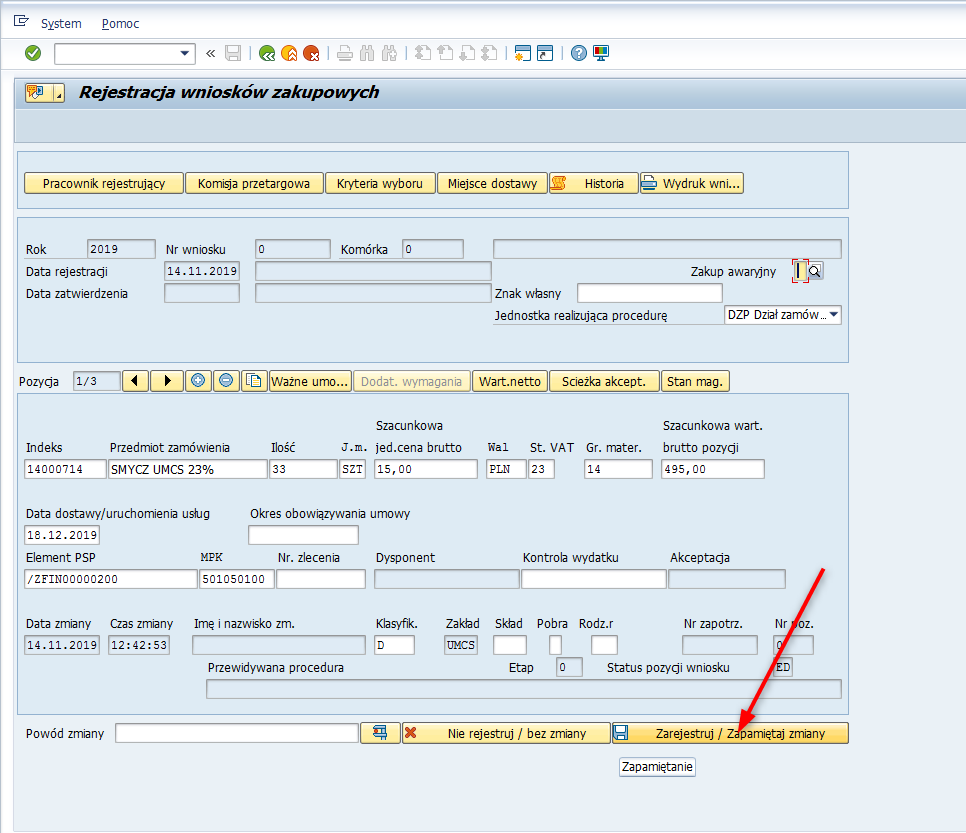 System Pomoc
Rejestracja wniosków zakupowych
Pracownik rejestrujący Komisja przetargowa Kryteria wyboru Miejsce dostawy Historia Wydruk wni...
Rok 2019 Nr wniosku 0 Komórka 0
Data rejestracji 14.11.2019 Zakup awaryjny
Data zatwierdzenia Znak własny
Jednostka realizująca procedurę DZP Dział zamów...
Pozycja 1/3 Ważne umo... Dodat. wymagania Wart.netto Scieżka akcept. Stan mag.
Szacunkowa Szacunkowa wart.
Indeks Przedmiot zamówienia Ilość J.m. jed.cena brutto Wal St. VAT Gr. mater. brutto pozycji
14000714 SMYCZ UMCS 23% 33 SZT 15,00 PLN 23 14 495,00
Data dostawy/uruchomienia usług Okres obowiązywania umowy
18.12.2019
Element PSP MPK Nr. zlecenia Dysponent Kontrola wydatku Akceptacja
/ZFIN00000200 501050100
Data zmiany Czas zmiany Imę i nazwisko zm. Klasyfik. Zakład Skład Pobra Rodz.r Nr zapotrz. Nr poz.
14.11.2019 12:42:53 D UMCS 0
Przewidywana procedura Etap 0 Status pozycji wniosku ED
Powód zmiany Nie rejestruj / bez zmiany Zarejestruj / Zapamiętaj zmiany
Zapamiętanie